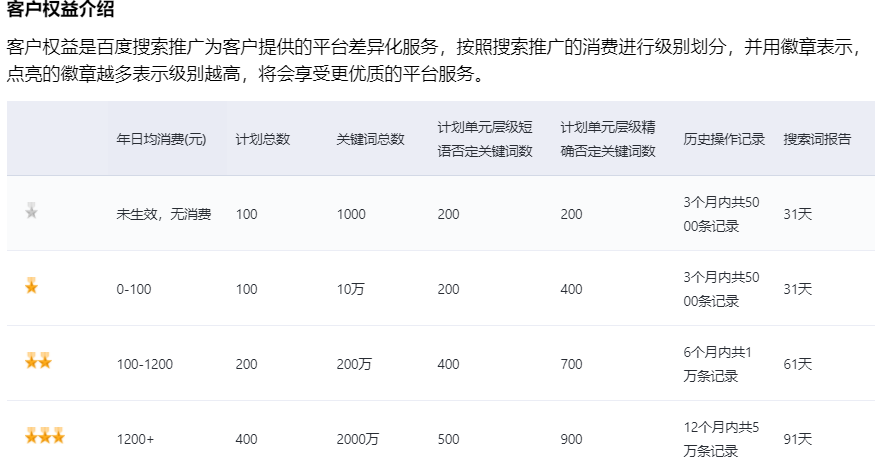 客户权益介绍
客户权益是百度搜索推广为客户提供的平台差异化服务，按照搜索推广的消费进行级别划分，并用徽章表示，
点亮的徽章越多表示级别越高，将会享受更优质的平台服务。
年日均消费(元) 计划总数 关键词总数 计划单元层级短语否定关键词数 计划单元层级精确否定关键词数 历史操作记录 搜索词报告
未生效，无消费 100 1000 200 200 3个月内共5000条记录 31天
0-100 100 10万 200 400 3个月内共5000条记录 31天
100-1200 200 200万 400 700 6个月内共1万条记录 61天
1200+ 400 2000万 500 900 12个月内共5万条记录 91天